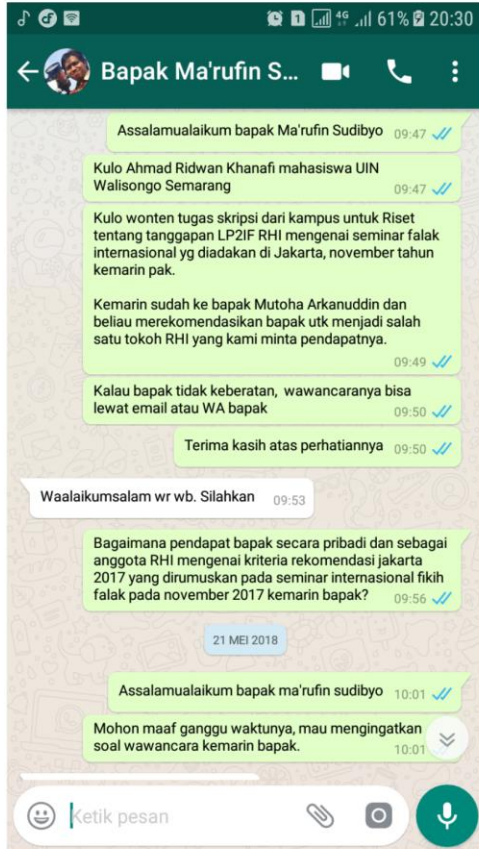 4G 61% 20:30
Bapak Ma'rufin S...
Assalamualaikum bapak Ma'rufin Sudibyo 09:47
Kulo Ahmad Ridwan Khanafi mahasiswa UIN
Walisongo Semarang 09:47
Kulo wonten tugas skripsi dari kampus untuk Riset
tentang tanggapan LP2IF RHI mengenai seminar falak
internasional yg diadakan di Jakarta, november tahun
kemarin pak.
Kemarin sudah ke bapak Mutoha Arkanuddin dan
beliau merekomendasikan bapak utk menjadi salah
satu tokoh RHI yang kami minta pendapatnya.
09:49
Kalau bapak tidak keberatan, wawancaranya bisa
lewat email atau WA bapak 09:50
Terima kasih atas perhatiannya 09:50
Waalaikumsalam wr wb. Silahkan 09:53
Bagaimana pendapat bapak secara pribadi dan sebagai
anggota RHI mengenai kriteria rekomendasi jakarta
2017 yang dirumuskan pada seminar internasional fikih
falak pada november 2017 kemarin bapak? 09:56
21 MEI 2018
Assalamualaikum bapak ma'rufin sudibyo 10:01
Mohon maaf ganggu waktunya, mau mengingatkan
soal wawancara kemarin bapak. 10:01
Ketik pesan